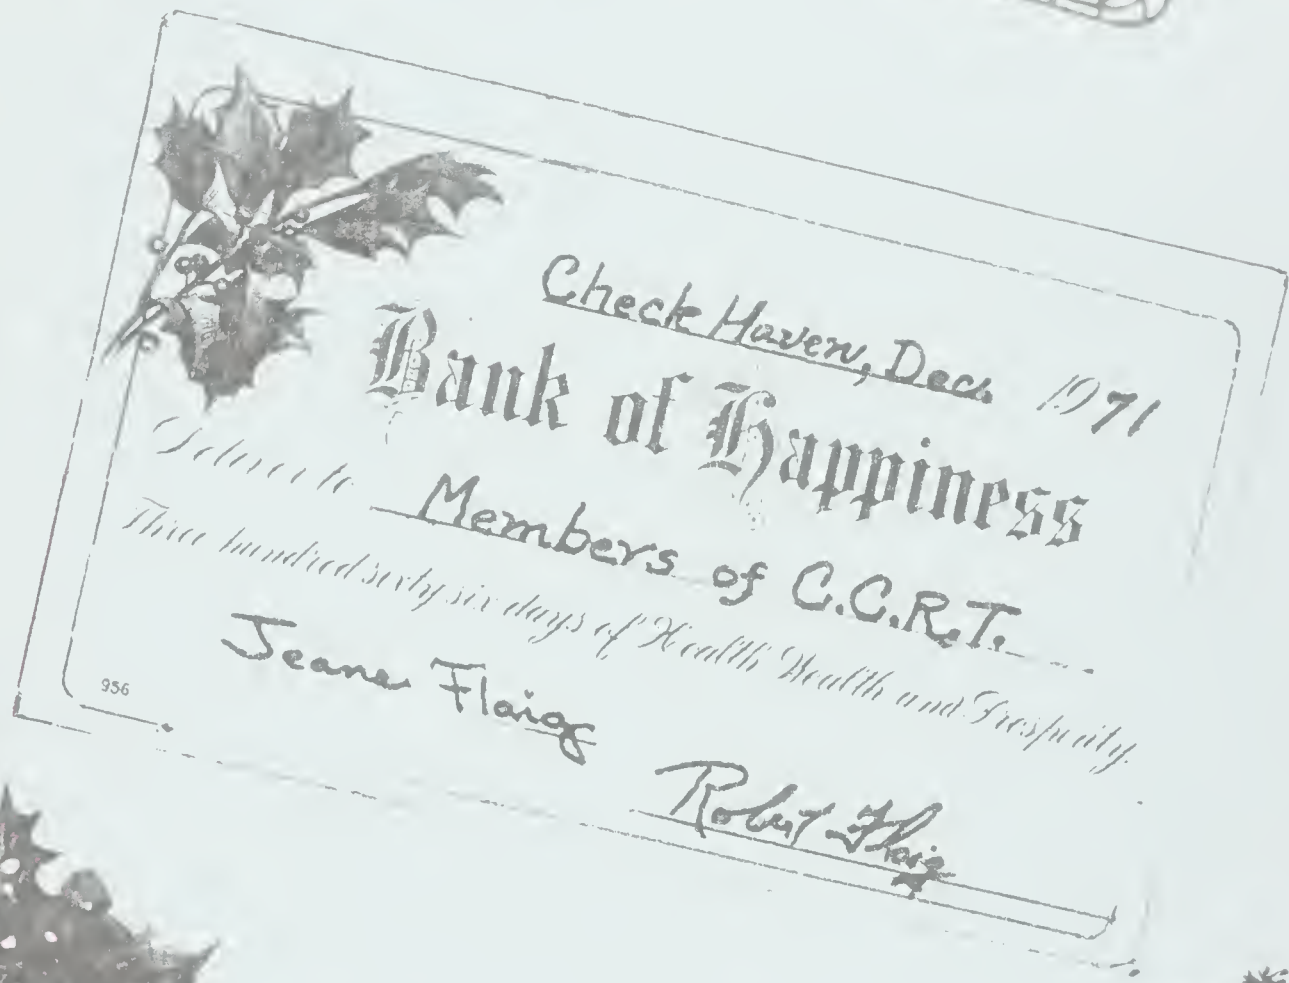 Check Haven, Dec. 1971
Bank of Happiness
Deliver to Members of C.C.R.T.
Three hundred sixty six days of Health Wealth and Prosperity.
Jeane Flaig
956
Robert Flaig